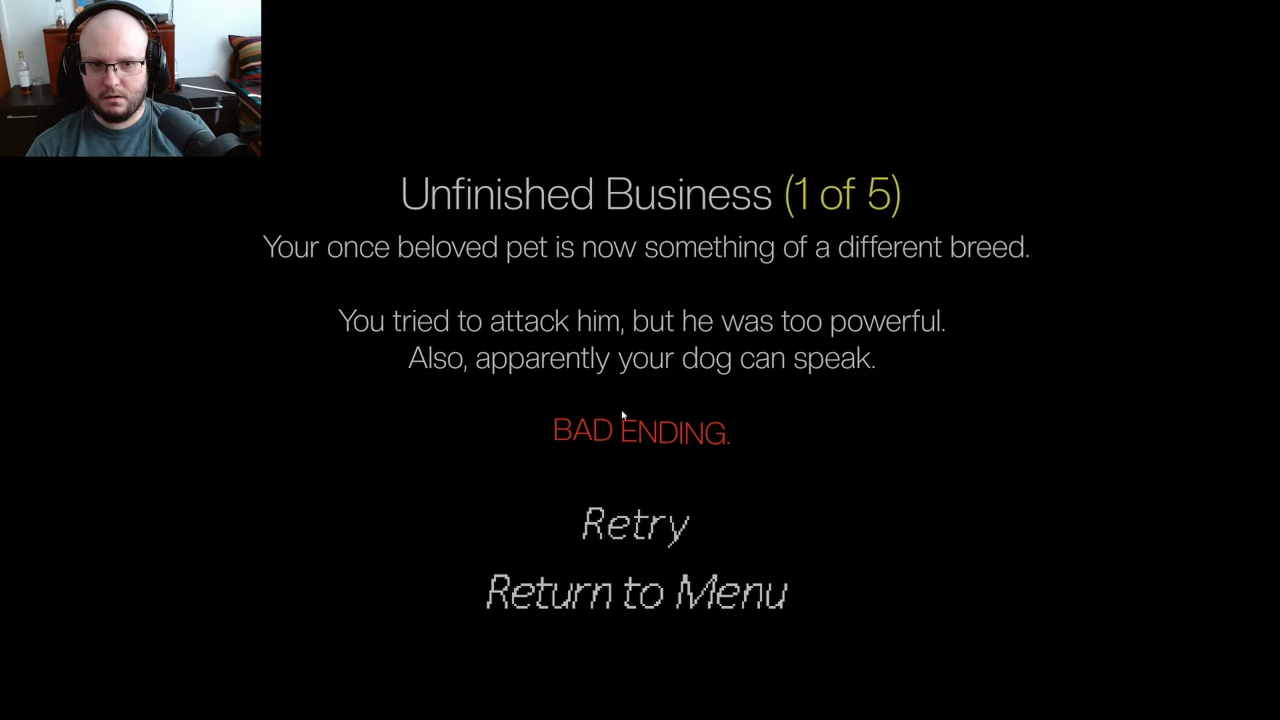 Unfinished Business (1 of 5)
Your once beloved pet is now something of a different breed.
You tried to attack him, but he was too powerful.
Also, apparently your dog can speak.
BAD ENDING.
Retry
Return to Menu